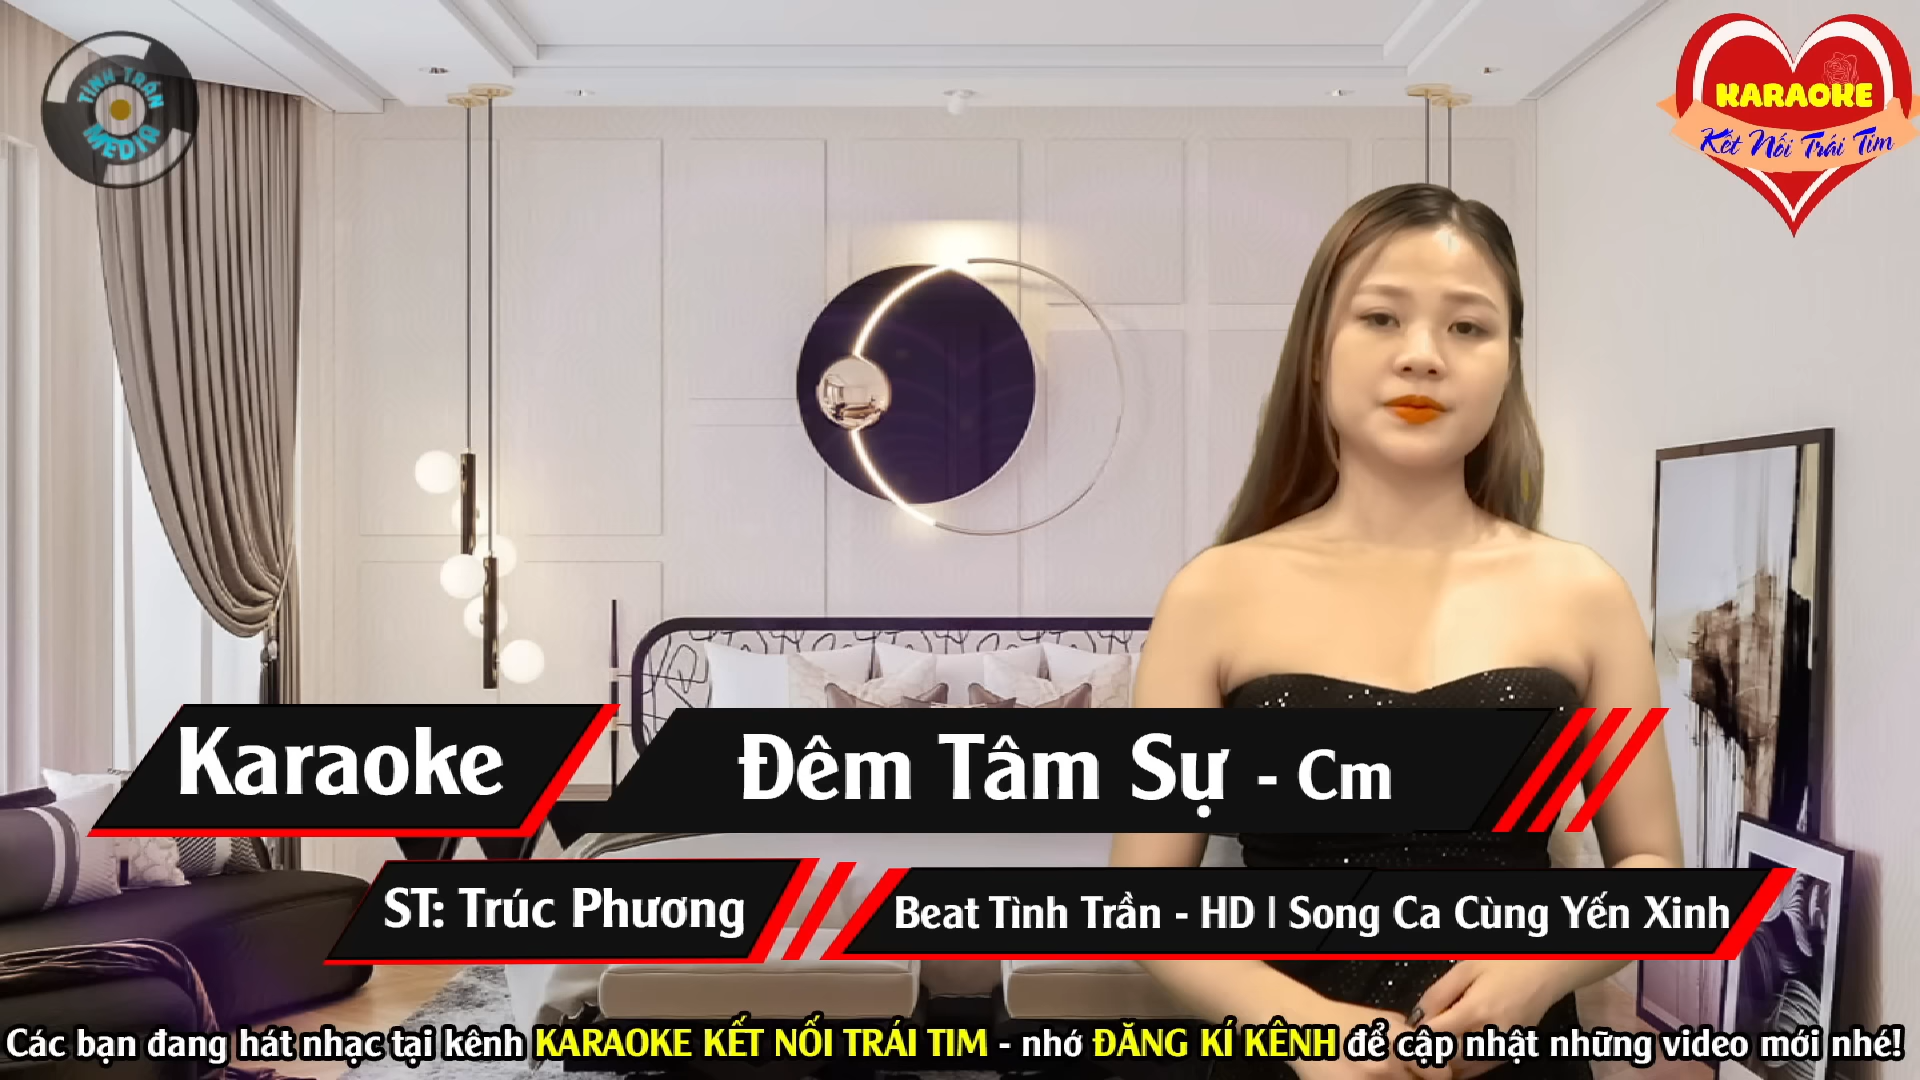 TÌNH TRẦN
MEDIA
KARAOKE
Kết Nối Trái Tim
Karaoke
Đêm Tâm Sự - Cm
ST: Trúc Phương
Beat Tình Trần - HD | Song Ca Cùng Yến Xinh
Các bạn đang hát nhạc tại kênh KARAOKE KẾT NỐI TRÁI TIM - nhớ ĐĂNG KÍ KÊNH để cập nhật những video mới nhé!